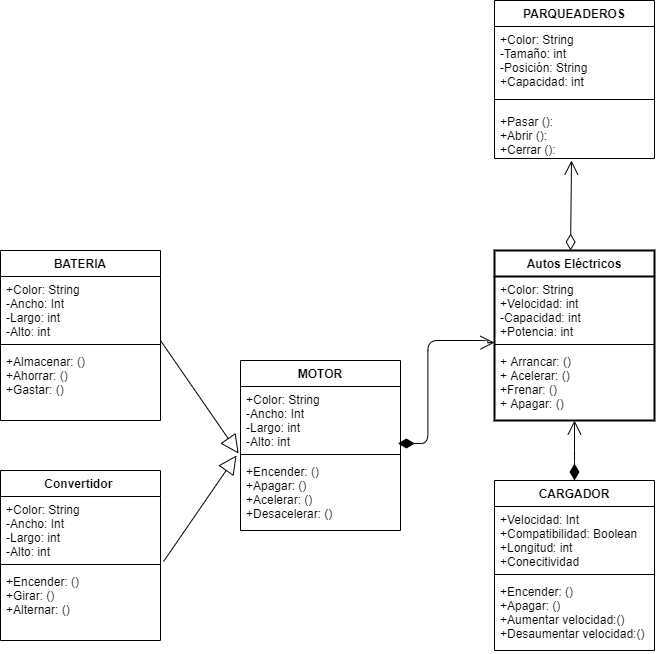 PARQUEADEROS
+Color: String
-Tamaño: int
-Posición: String
+Capacidad: int
+Pasar ():
+Abrir ():
+Cerrar ():
BATERIA
+Color: String
-Ancho: Int
-Largo: int
-Alto: int
+Almacenar: ()
+Ahorrar: ()
+Gastar: ()
Autos Eléctricos
+Color: String
+Velocidad: int
-Capacidad: int
+Potencia: int
+ Arrancar: ()
+ Acelerar: ()
+Frenar: ()
+ Apagar: ()
MOTOR
+Color: String
-Ancho: Int
-Largo: int
-Alto: int
+Encender: ()
+Apagar: ()
+Acelerar: ()
+Desacelerar: ()
Convertidor
+Color: String
-Ancho: Int
-Largo: int
-Alto: int
+Encender: ()
+Girar: ()
+Alternar: ()
CARGADOR
+Velocidad: Int
+Compatibilidad: Boolean
+Longitud: int
+Conecitividad
+Encender: ()
+Apagar: ()
+Aumentar velocidad:()
+Desaumentar velocidad:()